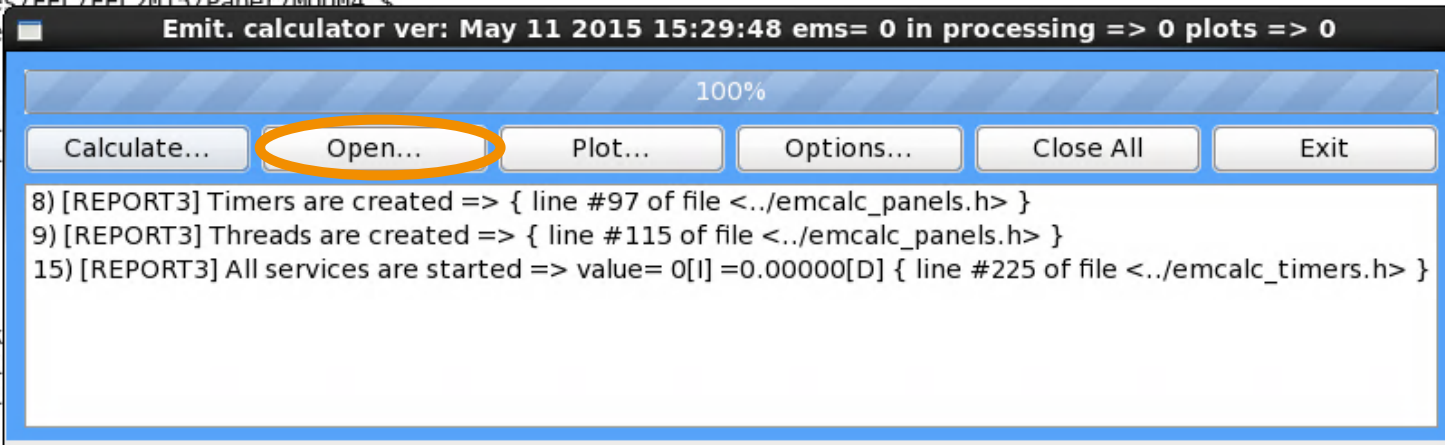 Emit. calculator ver: May 11 2015 15:29:48 ems= 0 in processing => 0 plots => 0
100%
Calculate... Open... Plot... Options... Close All Exit
8) [REPORT3] Timers are created => { line #97 of file <../emcalc_panels.h> }
9) [REPORT3] Threads are created => { line #115 of file <../emcalc_panels.h> }
15) [REPORT3] All services are started => value= 0[I] =0.00000[D] { line #225 of file <../emcalc_timers.h> }